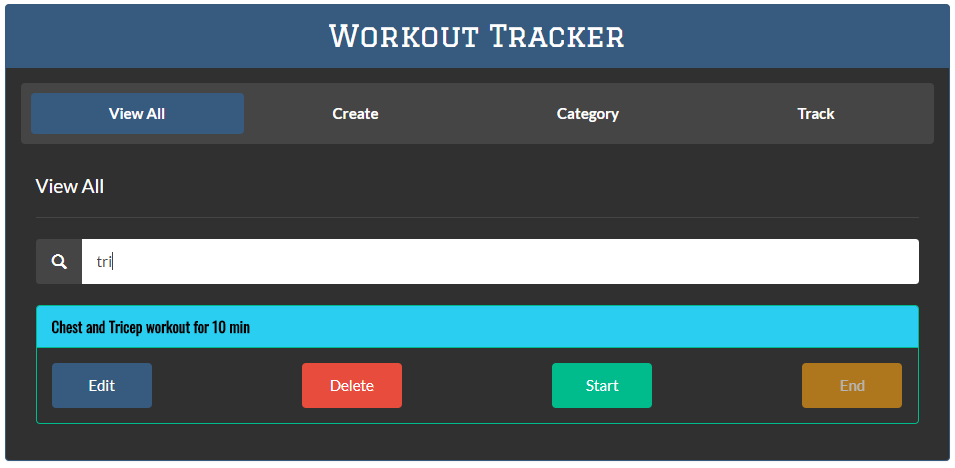 Workout Tracker
View All Create Category Track
View All
tri
Chest and Tricep workout for 10 min
Edit Delete Start End